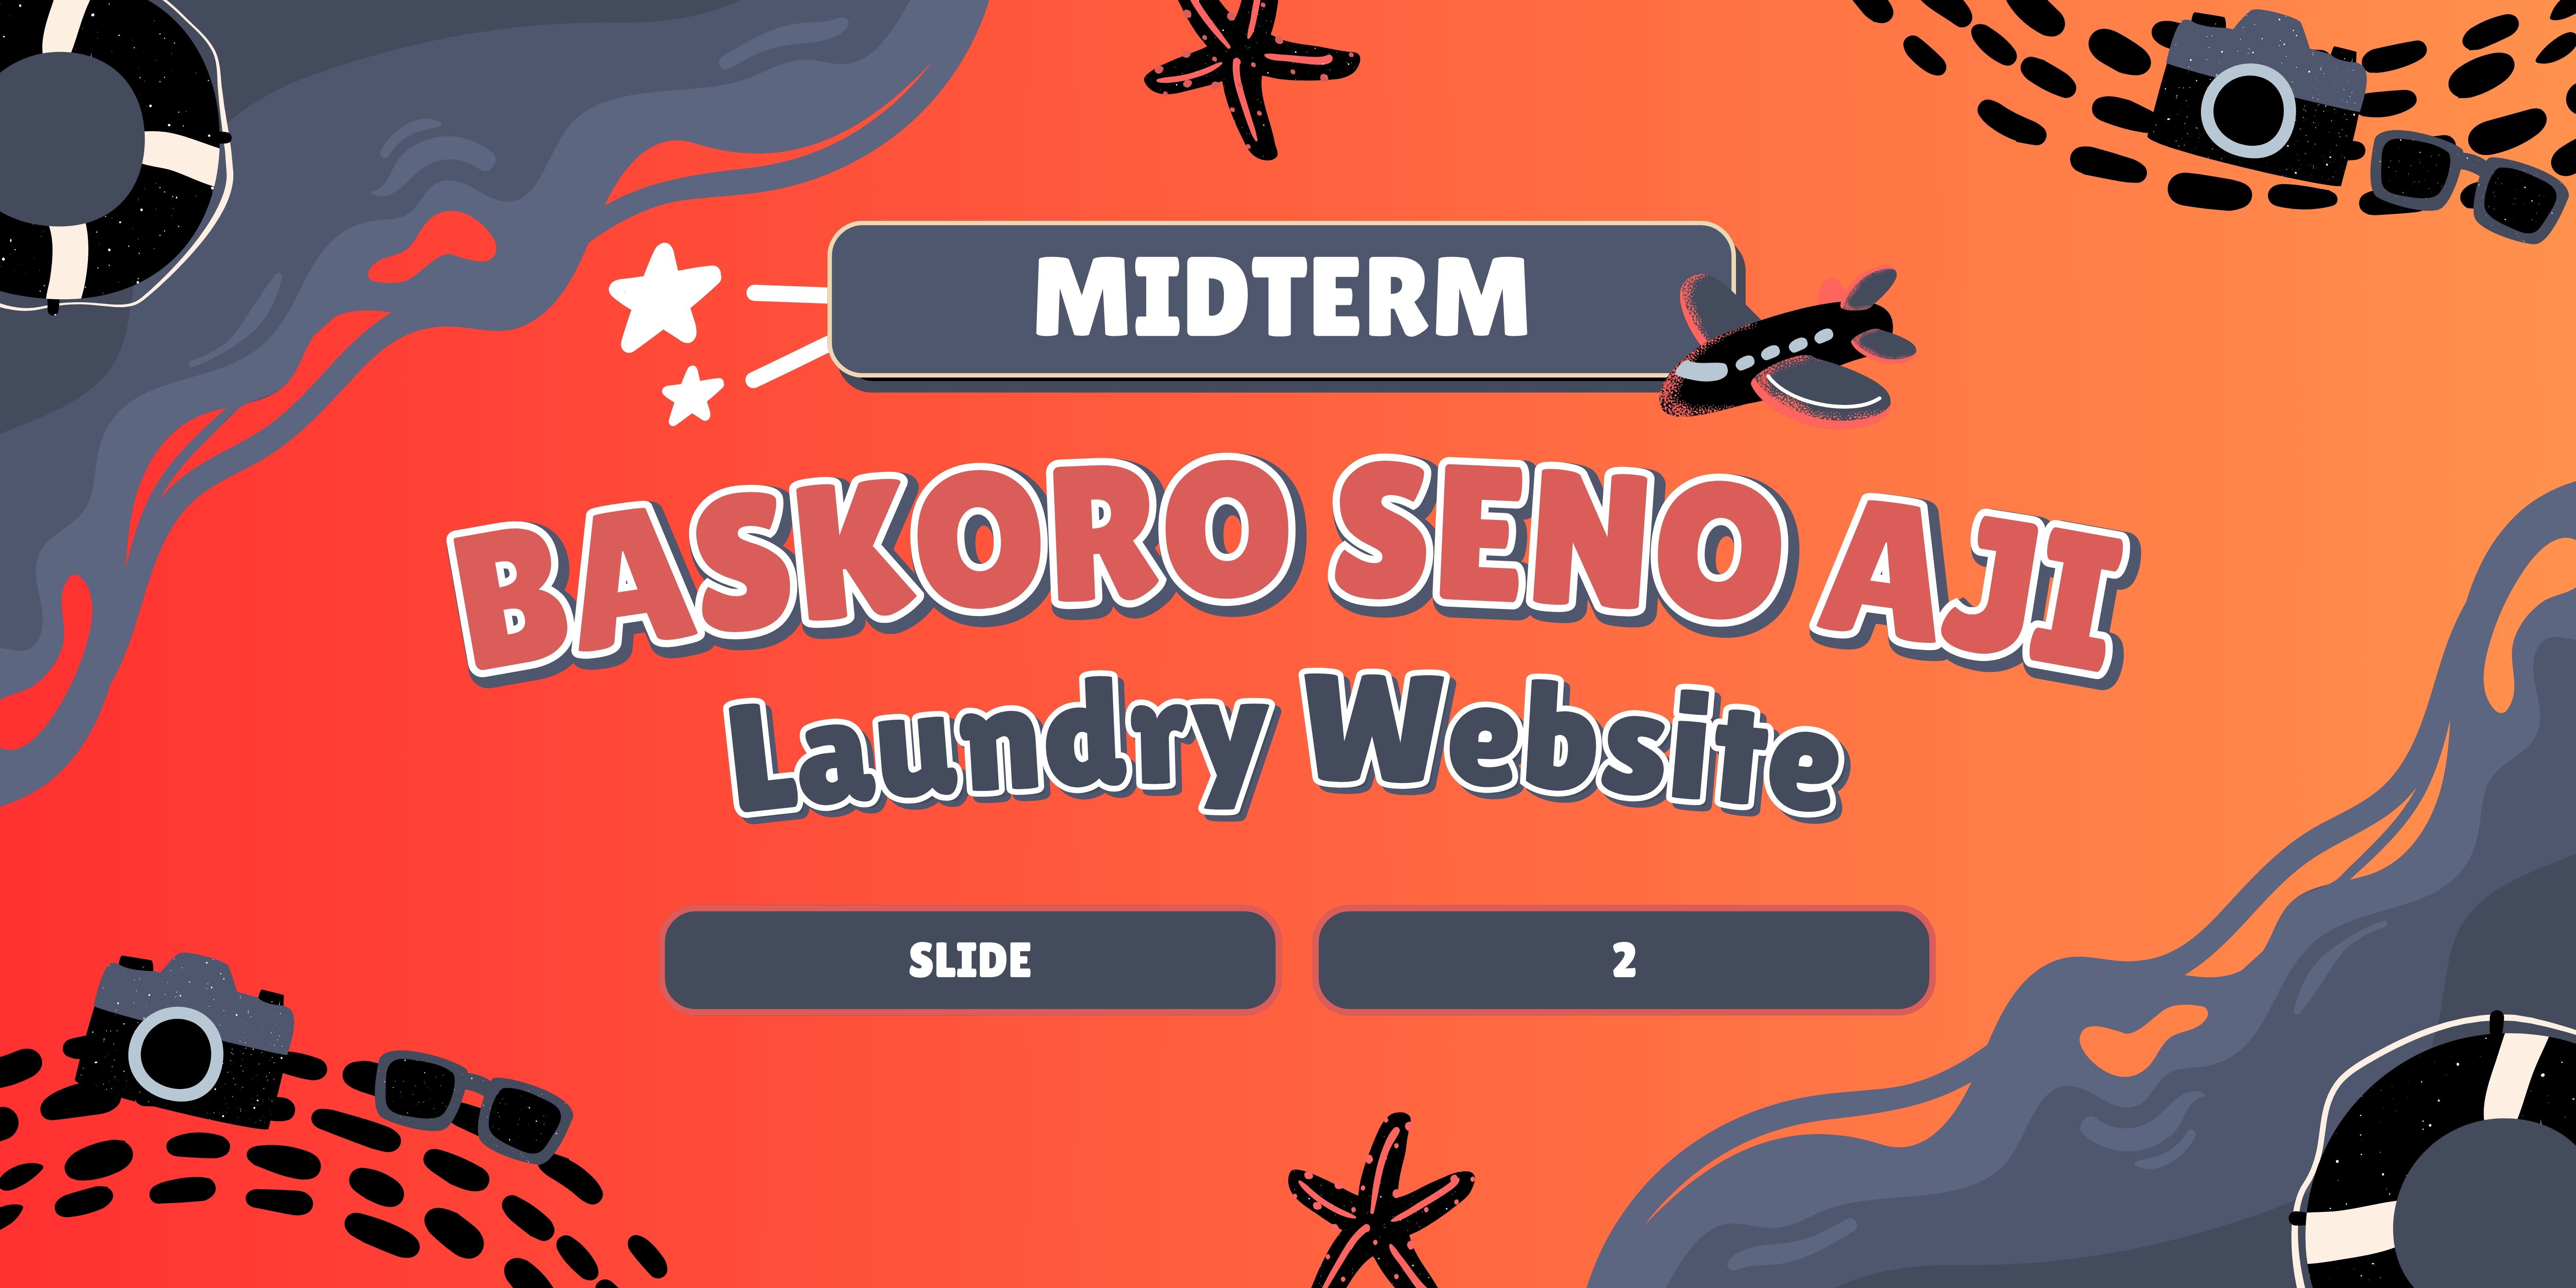 MIDTERM
BASKORO SENO AJI
Laundry Website
SLIDE
2